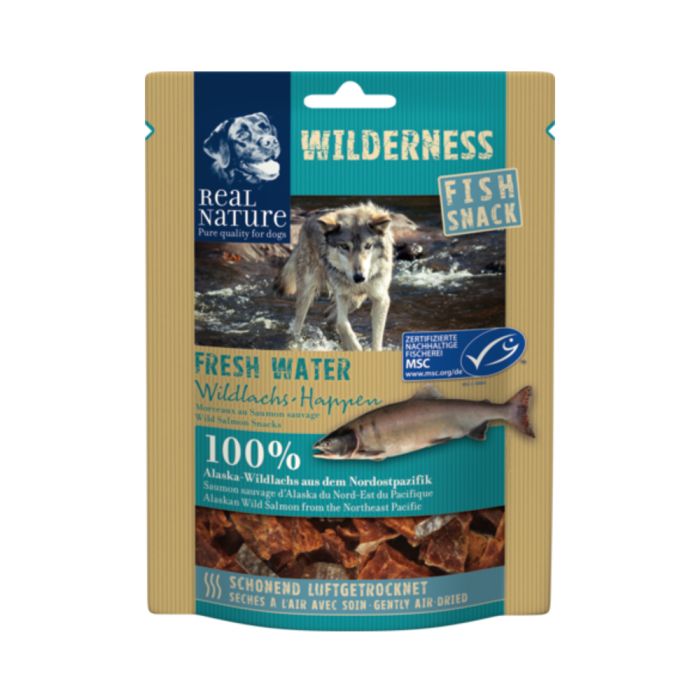 WILDERNESS
FISH
SNACK
REAL
NATURE
Pure quality for dogs
ZERTIFIZIERTE
NACHHALTIGE
FISCHEREI
MSC
www.msc.org/de
FRESH WATER
Wildlachs-Happen
Morceaux au Saumon sauvage
Wild Salmon Snacks
100%
Alaska-Wildlachs aus dem Nordostpazifik
Saumon sauvage d'Alaska du Nord-Est du Pacifique
Alaskan Wild Salmon from the Northeast Pacific
SCHONEND LUFTGETROCKNET
SECHES A L'AIR AVEC SOIN · GENTLY AIR-DRIED